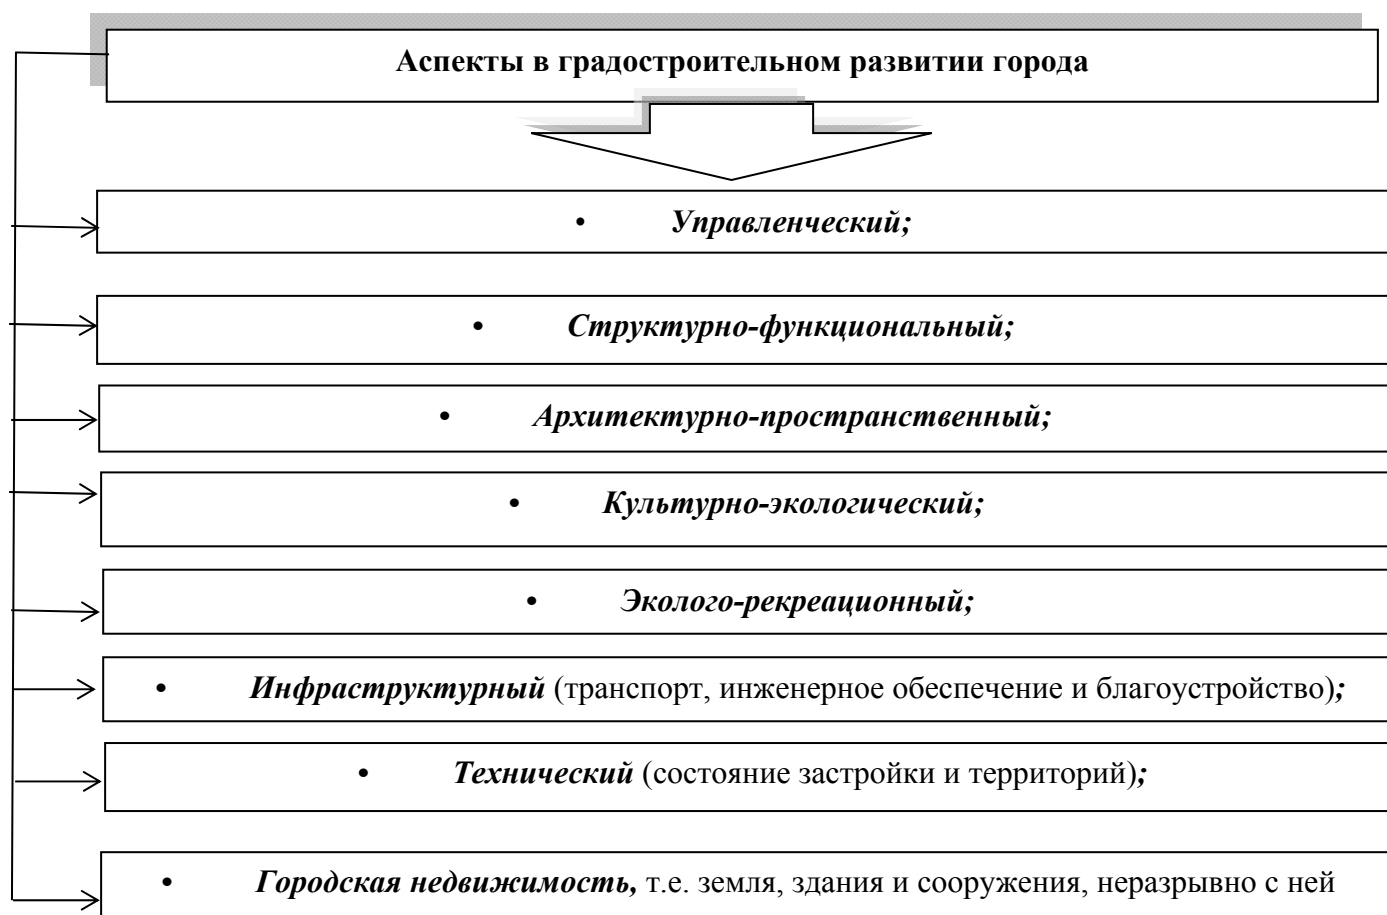 Аспекты в градостроительном развитии города
• Управленческий;
• Структурно-функциональный;
• Архитектурно-пространственный;
• Культурно-экологический;
• Эколого-рекреационный;
• Инфраструктурный (транспорт, инженерное обеспечение и благоустройство);
• Технический (состояние застройки и территорий);
• Городская недвижимость, т.е. земля, здания и сооружения, неразрывно с ней